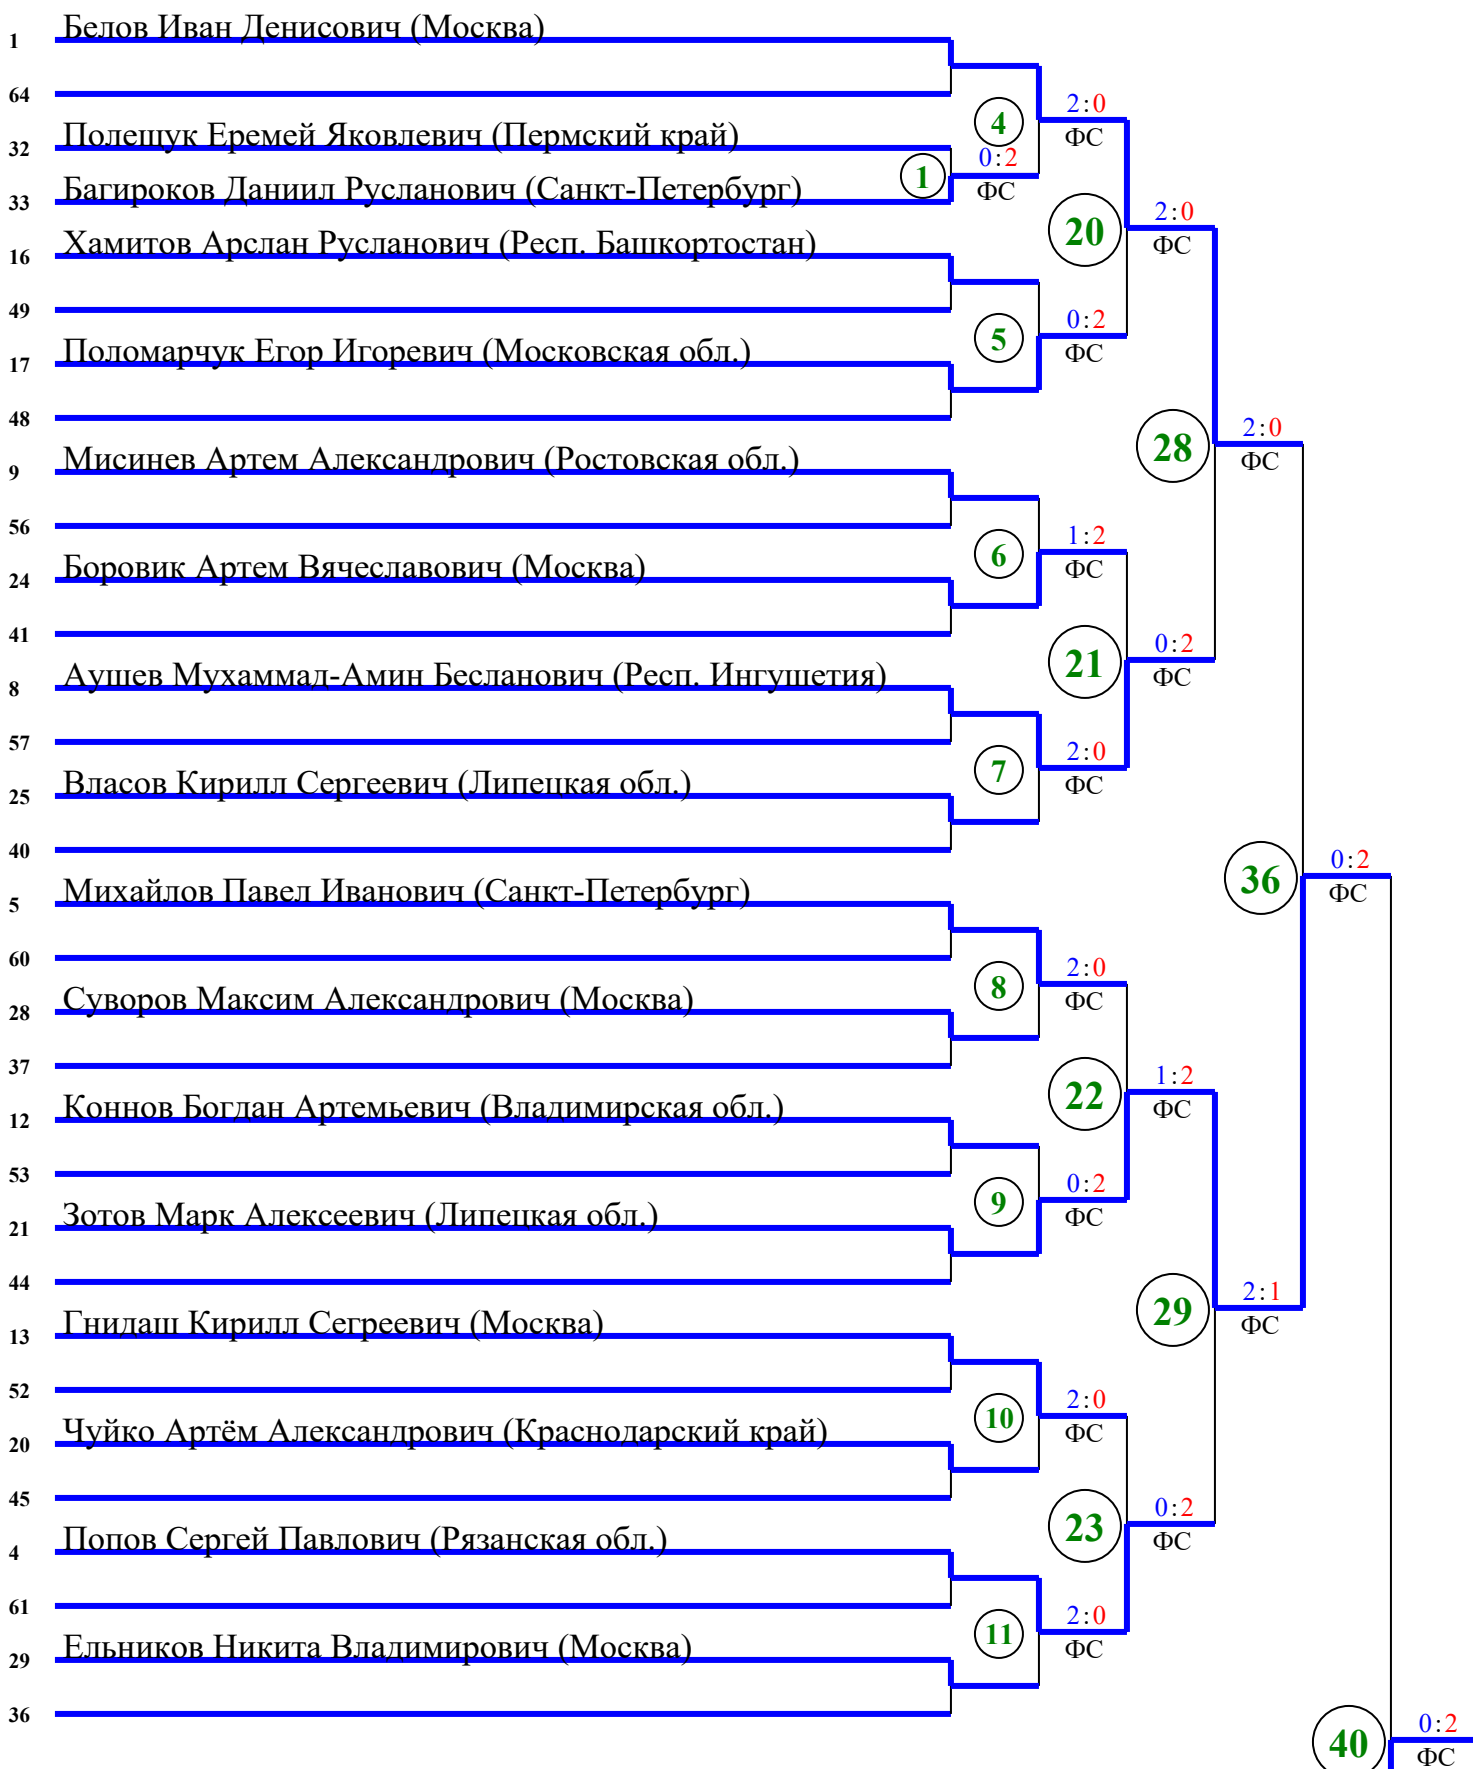 1 Белов Иван Денисович (Москва)
64
2:0
4
ФС
32 Полещук Еремей Яковлевич (Пермский край)
0:2
1
ФС
33 Багироков Даниил Русланович (Санкт-Петербург)
2:0
20
ФС
16 Хамитов Арслан Русланович (Респ. Башкортостан)
49
0:2
5
ФС
17 Поломарчук Егор Игоревич (Московская обл.)
48
2:0
28
ФС
9 Мисинев Артем Александрович (Ростовская обл.)
56
1:2
6
ФС
24 Боровик Артем Вячеславович (Москва)
41
0:2
21
ФС
8 Аушев Мухаммад-Амин Бесланович (Респ. Ингушетия)
57
2:0
7
ФС
25 Власов Кирилл Сергеевич (Липецкая обл.)
40
0:2
36
ФС
5 Михайлов Павел Иванович (Санкт-Петербург)
60
2:0
8
ФС
28 Суворов Максим Александрович (Москва)
37
1:2
22
ФС
12 Коннов Богдан Артемьевич (Владимирская обл.)
53
0:2
9
ФС
21 Зотов Марк Алексеевич (Липецкая обл.)
44
2:1
29
ФС
13 Гнидаш Кирилл Сегреевич (Москва)
52
2:0
10
ФС
20 Чуйко Артём Александрович (Краснодарский край)
45
0:2
23
ФС
4 Попов Сергей Павлович (Рязанская обл.)
61
2:0
11
ФС
29 Ельников Никита Владимирович (Москва)
36
0:2
40
ФС